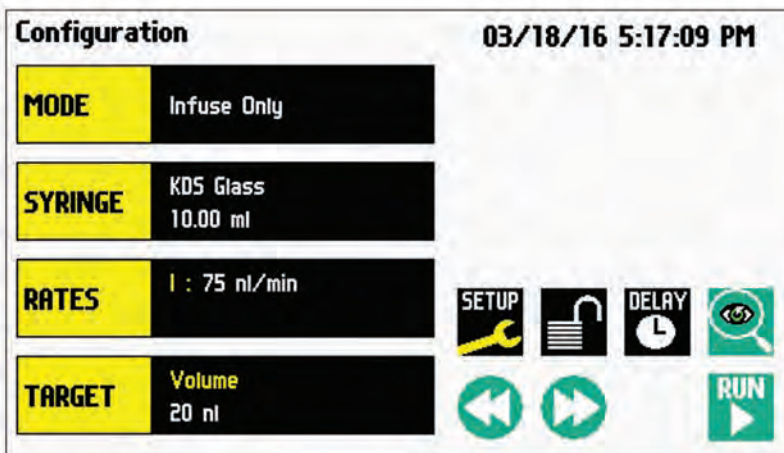 Configuration
03/18/16 5:17:09 PM
MODE
Infuse Only
SYRINGE
KDS Glass
10.00 ml
RATES
I : 75 nl/min
TARGET
Volume
20 nl
SETUP
DELAY
RUN